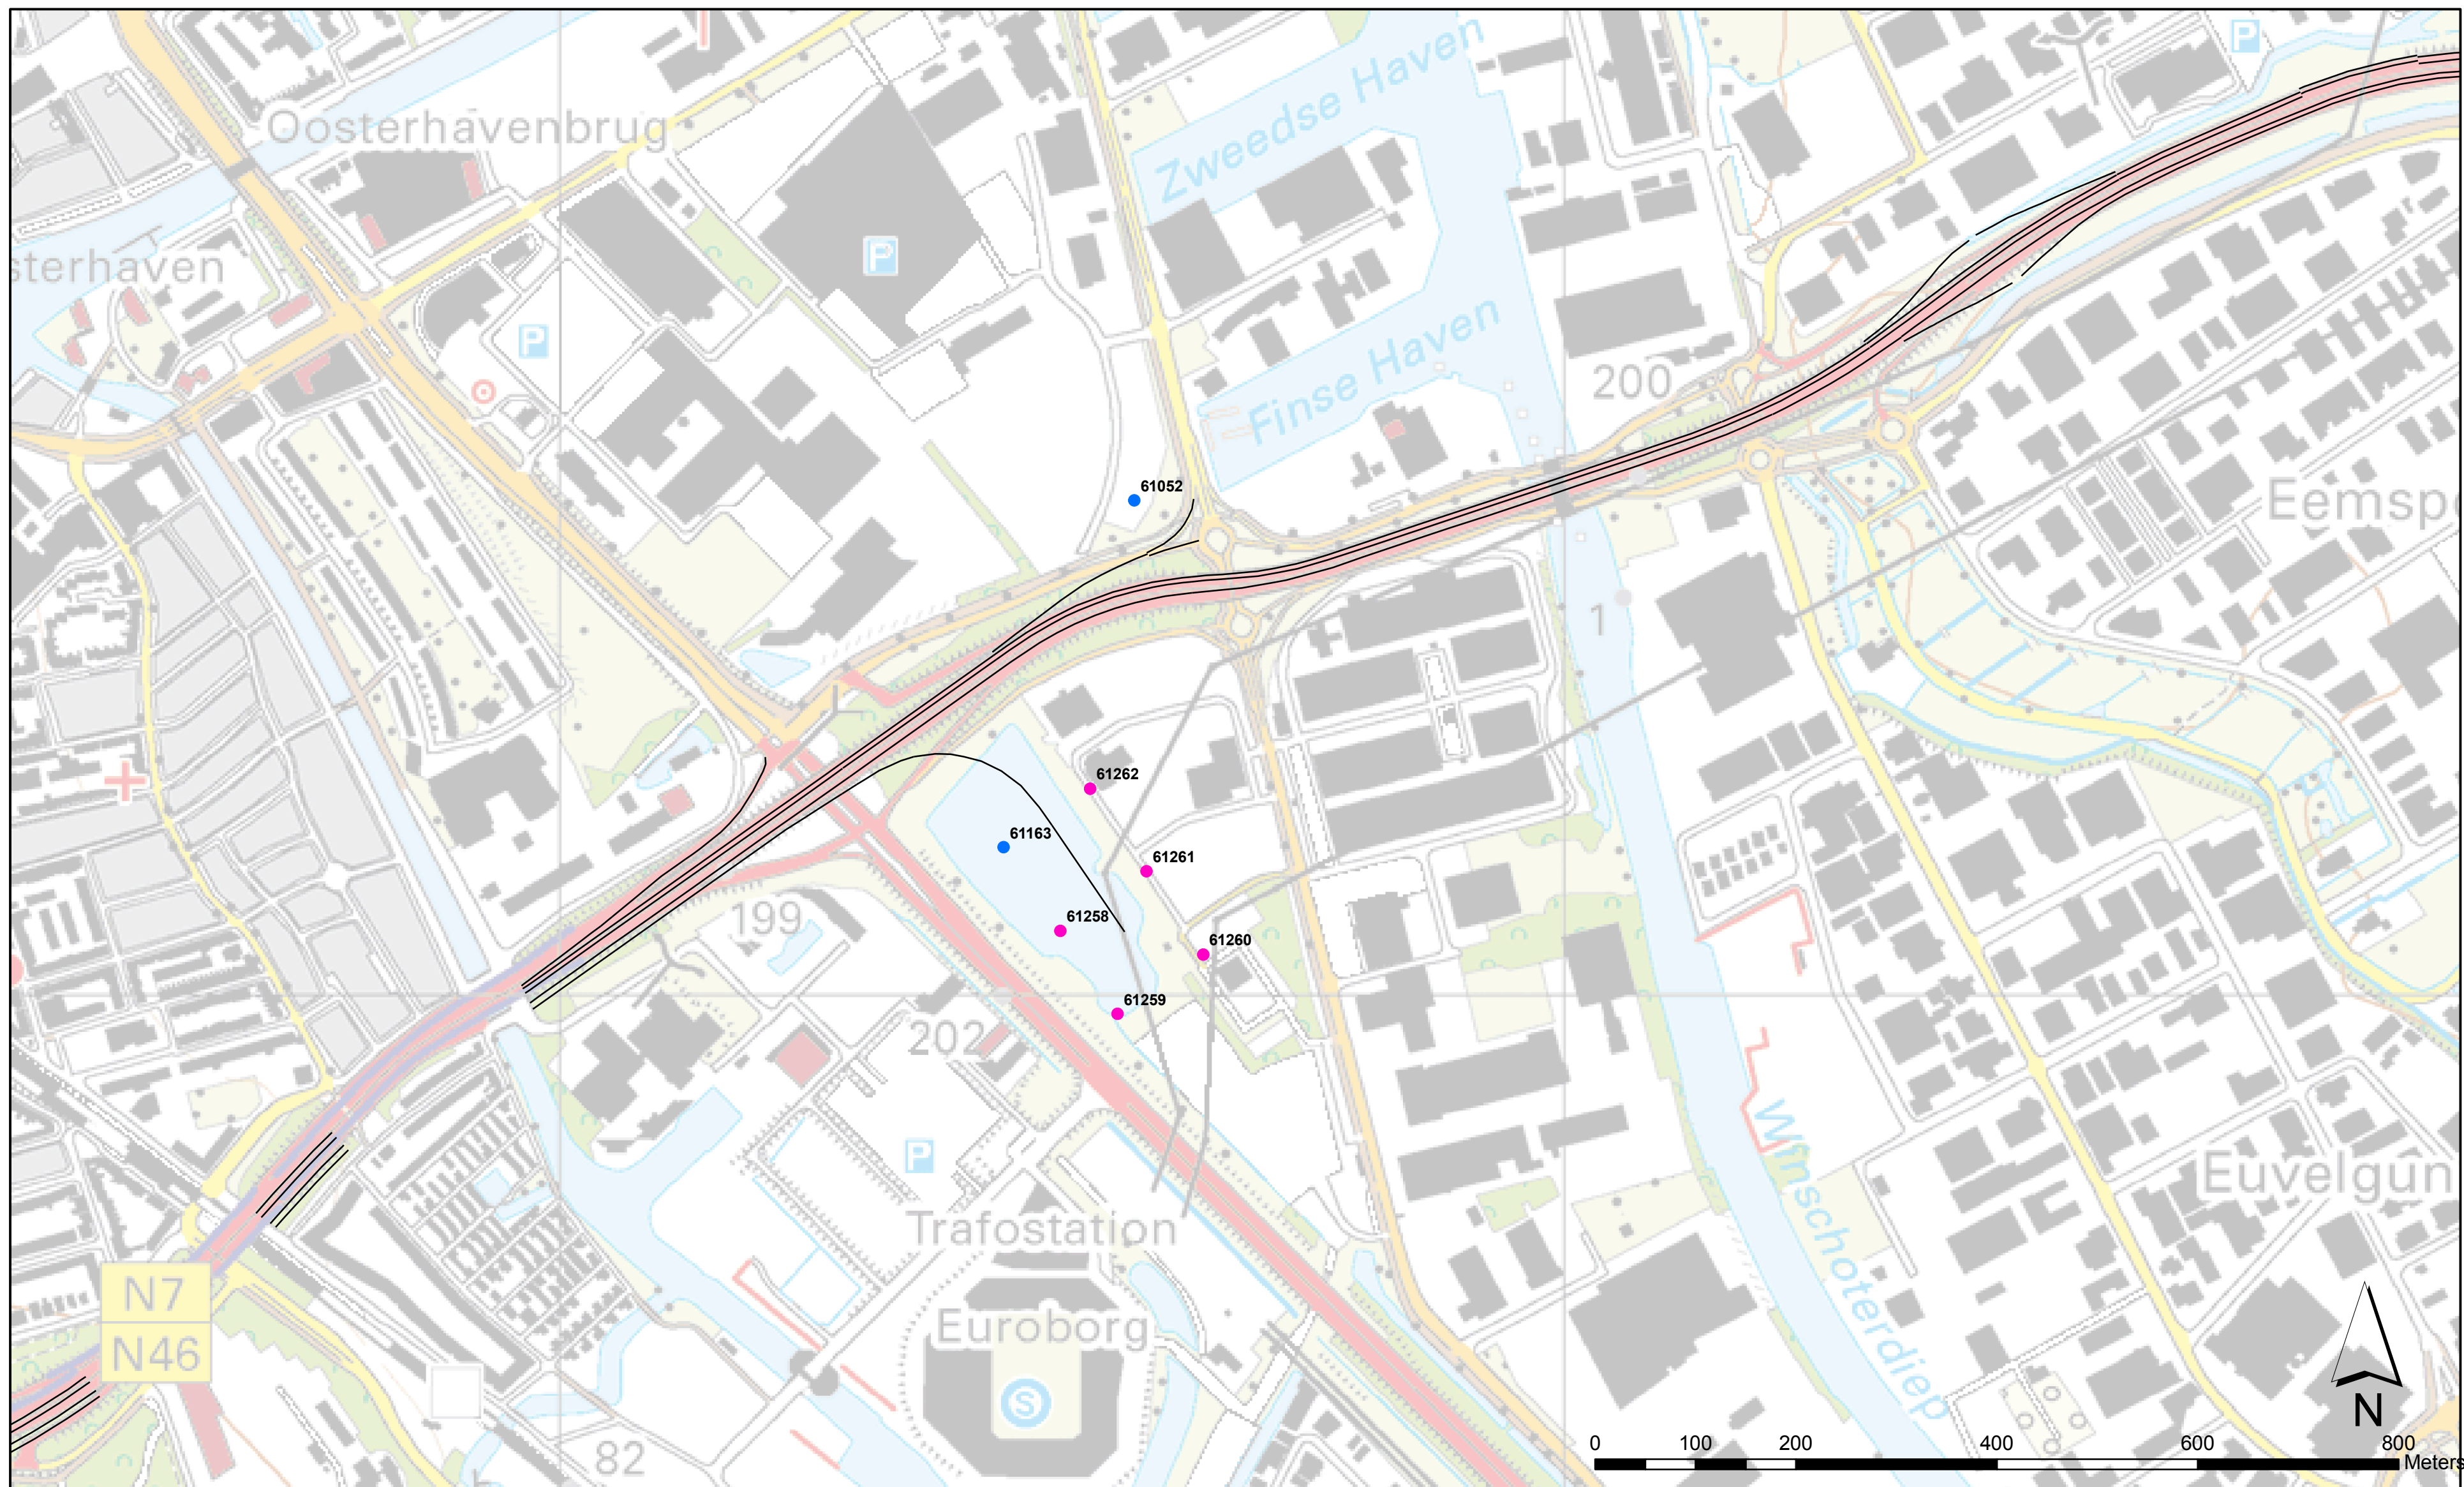 P
Zweedse Haven
Oosterhavenbrug
sterhaven
P
P
Finse Haven
200
61052
Eemspo
1
61262
61163
61261
199
61258
61260
61259
202
P
Winschoterdiep
Euvelgun
Trafostation
N7
Euroborg
N46
S
N
82
0 100 200 400 600 800
Meters